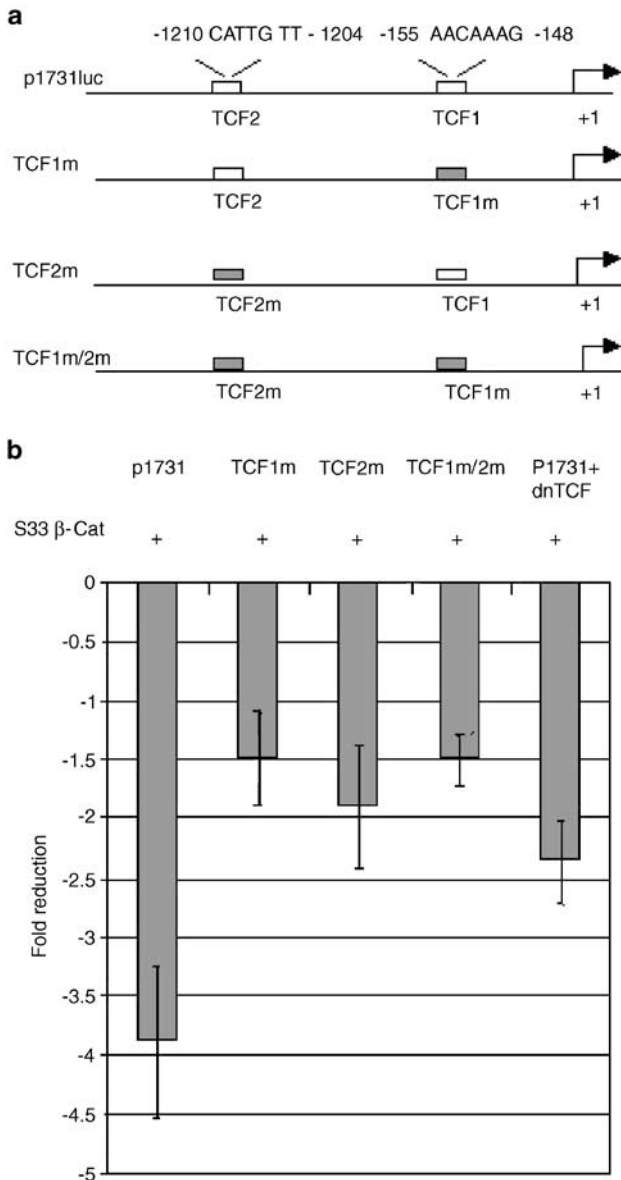 a
-1210 CATTG TT - 1204 -155 AACAAAG -148
p1731luc
TCF2 TCF1 +1
TCF1m
TCF2 TCF1m +1
TCF2m
TCF2m TCF1 +1
TCF1m/2m
TCF2m TCF1m +1
b
p1731 TCF1m TCF2m TCF1m/2m P1731+
dnTCF
S33 β-Cat + + + + +
0
-0.5
-1
-1.5
-2
-2.5
-3
-3.5
-4
-4.5
-5
Fold reduction